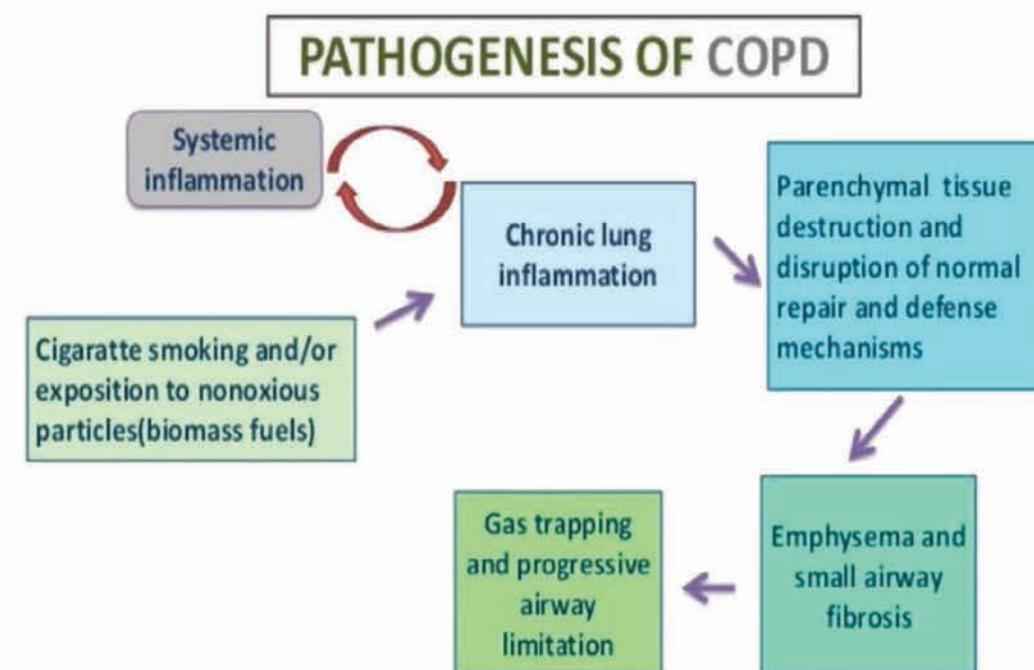 PATHOGENESIS OF COPD
Systemic
inflammation
Chronic lung
inflammation
Parenchymal tissue
destruction and
disruption of normal
repair and defense
mechanisms
Cigaratte smoking and/or
exposition to nonoxious
particles(biomass fuels)
Gas trapping
and progressive
airway
limitation
Emphysema and
small airway
fibrosis